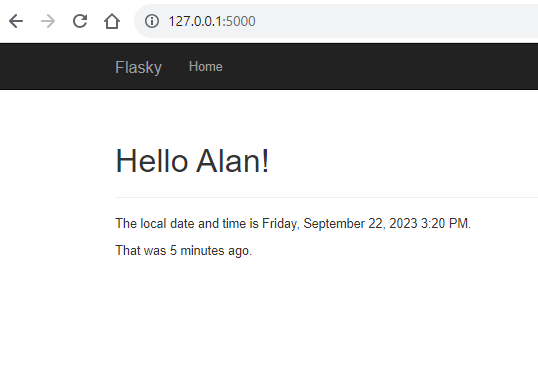 127.0.0.1:5000
Flasky Home
Hello Alan!
The local date and time is Friday, September 22, 2023 3:20 PM.
That was 5 minutes ago.